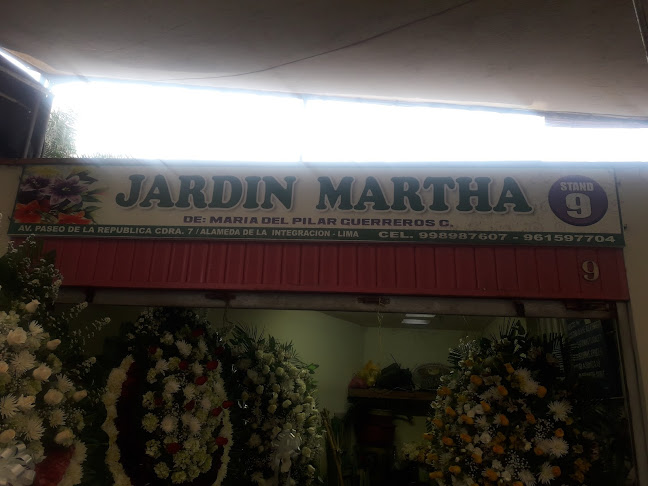 JARDIN MARTHA
STAND
9
DE: MARIA DEL PILAR GUERREROS C.
AV. PASEO DE LA REPUBLICA CDRA. 7 / ALAMEDA DE LA INTEGRACION - LIMA
CEL. 998987607 - 961597704
9